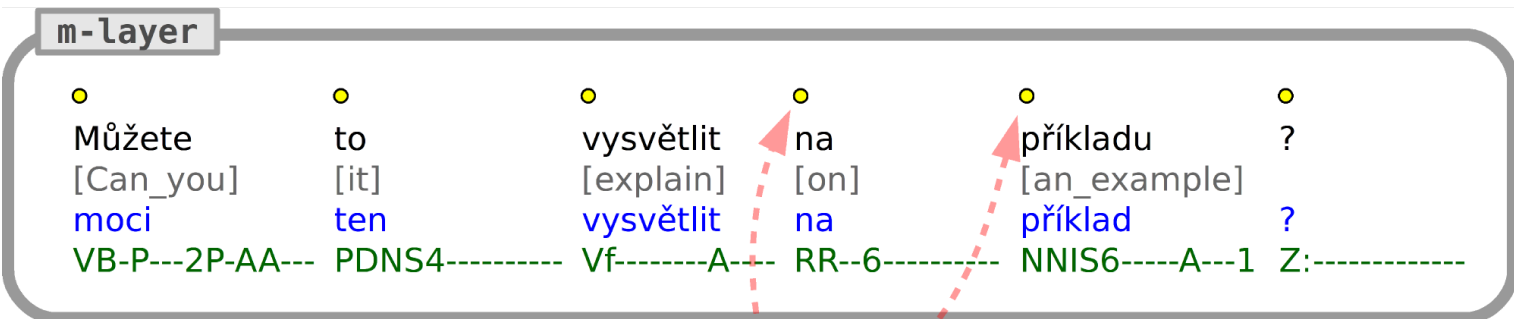 m-layer
Můžete to vysvětlit na příkladu ?
[Can_you] [it] [explain] [on] [an_example]
moci ten vysvětlit na příklad ?
VB-P---2P-AA--- PDNS4---------- Vf--------A---- RR--6---------- NNIS6-----A---1 Z:-------------